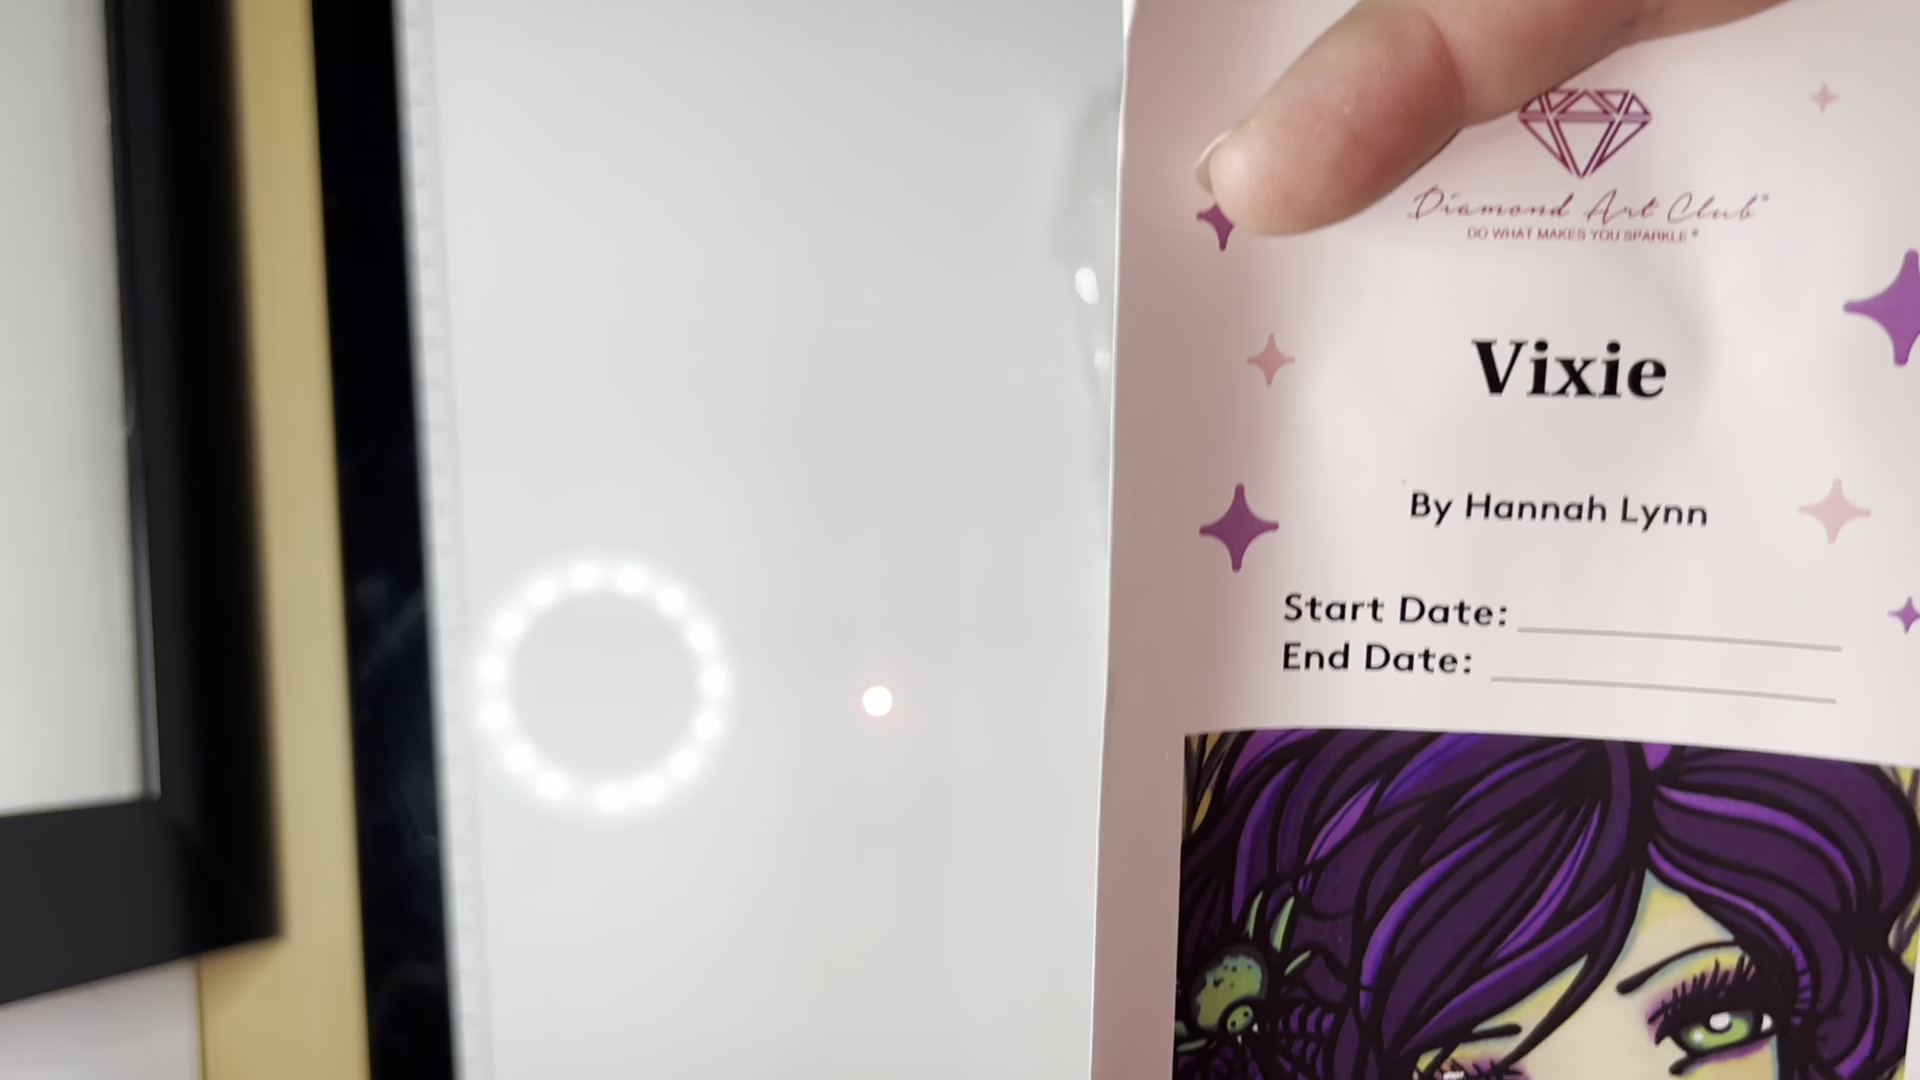 Diamond Art Club®
DO WHAT MAKES YOU SPARKLE®
Vixie
By Hannah Lynn
Start Date:
End Date: